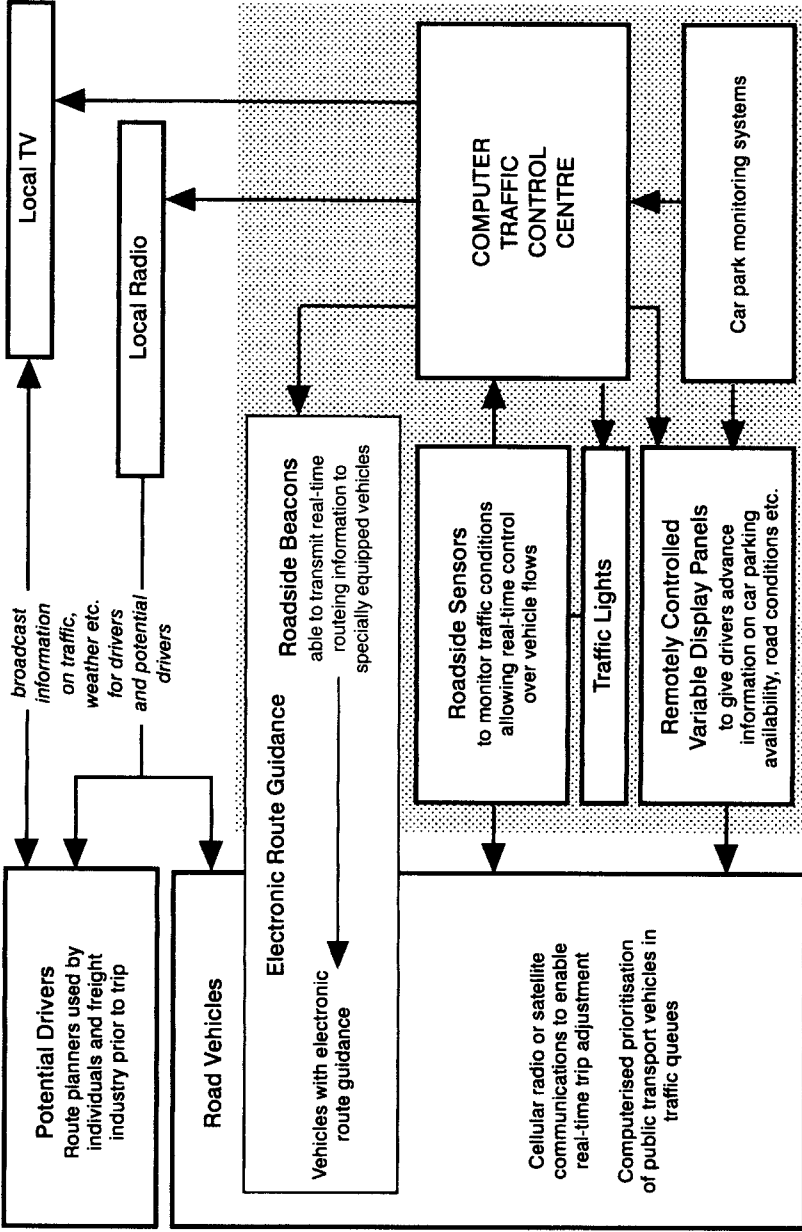 Potential Drivers
Route planners used by
individuals and freight
industry prior to trip
broadcast
information
on traffic,
weather etc.
for drivers
and potential
drivers
Local TV
Local Radio
Road Vehicles
Electronic Route Guidance
Vehicles with electronic
route guidance
Roadside Beacons
able to transmit real-time
routeing information to
specially equipped vehicles
Cellular radio or satellite
communications to enable
real-time trip adjustment
Computerised prioritisation
of public transport vehicles in
traffic queues
Roadside Sensors
to monitor traffic conditions
allowing real-time control
over vehicle flows
Traffic Lights
Remotely Controlled
Variable Display Panels
to give drivers advance
information on car parking
availability, road conditions etc.
COMPUTER
TRAFFIC
CONTROL
CENTRE
Car park monitoring systems